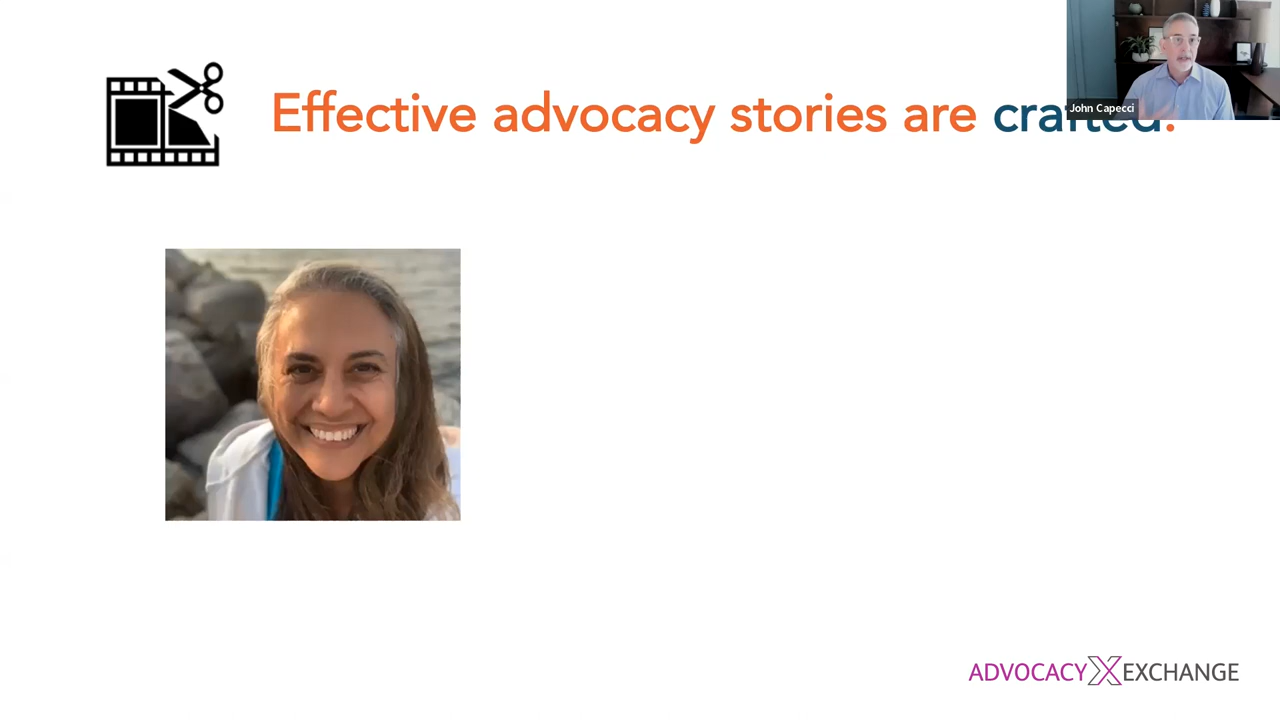 Effective advocacy stories are crafted.
John Capecci
ADVOCACY X EXCHANGE